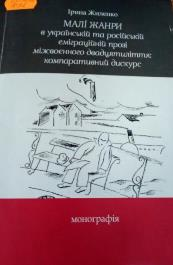 Ірина Жиленко
МАЛІ ЖАНРИ
в українській та російській
еміграційній прозі
міжвоєнного двадцятиліття:
компаративний дискурс
монографія